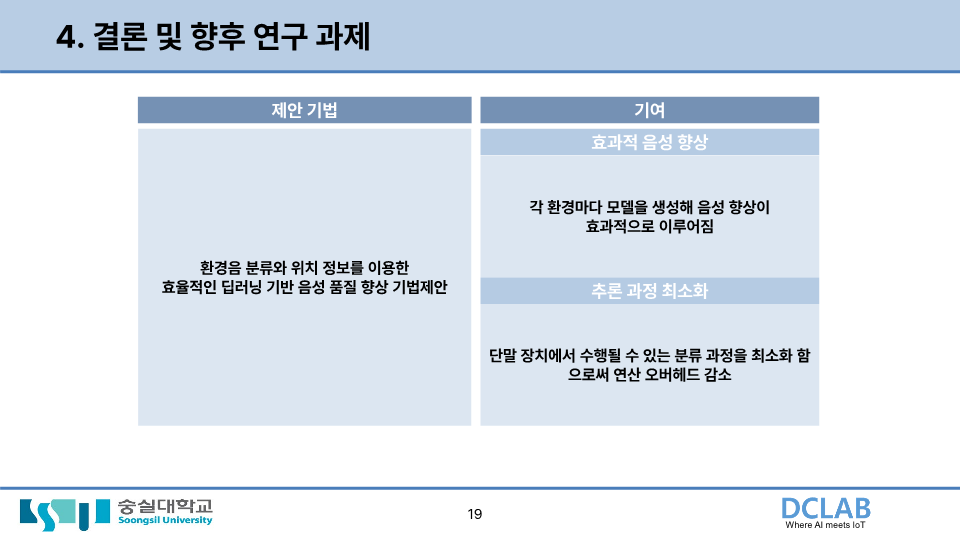 4. 결론 및 향후 연구 과제
제안 기법
환경음 분류와 위치 정보를 이용한
효율적인 딥러닝 기반 음성 품질 향상 기법제안
기여
효과적 음성 향상
각 환경마다 모델을 생성해 음성 향상이
효과적으로 이루어짐
추론 과정 최소화
단말 장치에서 수행될 수 있는 분류 과정을 최소화 함
으로써 연산 오버헤드 감소
숭실대학교
Soongsil University
19
DCLAB
Where AI meets IoT